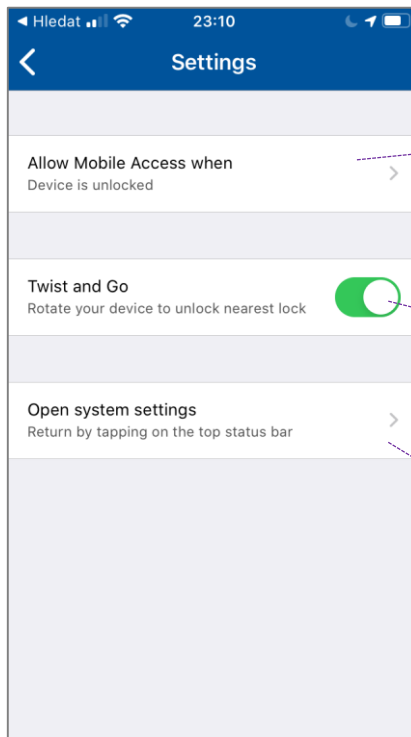 Hledat
23:10
Settings
Allow Mobile Access when
Device is unlocked
Twist and Go
Rotate your device to unlock nearest lock
Open system settings
Return by tapping on the top status bar